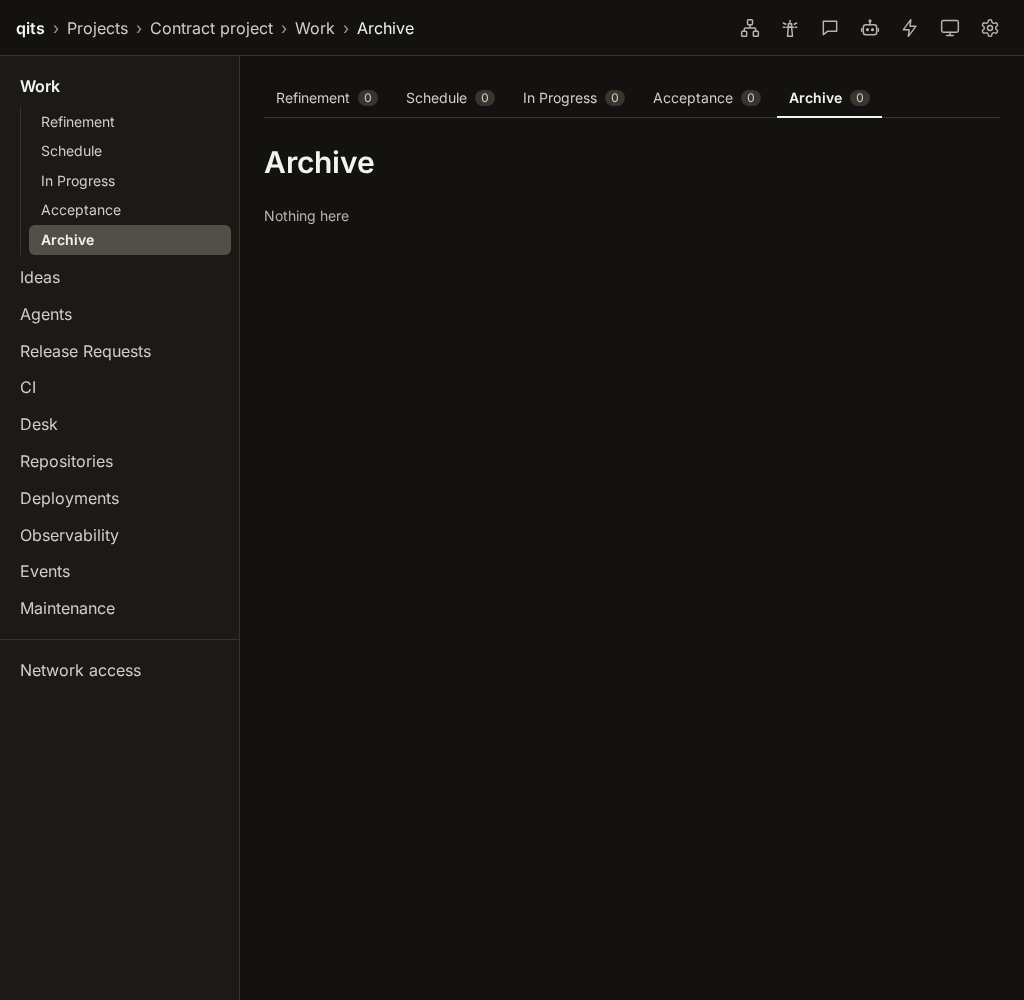 qits › Projects › Contract project › Work › Archive
Work
Refinement
Schedule
In Progress
Acceptance
Archive
Ideas
Agents
Release Requests
CI
Desk
Repositories
Deployments
Observability
Events
Maintenance
Network access
Refinement 0 Schedule 0 In Progress 0 Acceptance 0 Archive 0
Archive
Nothing here